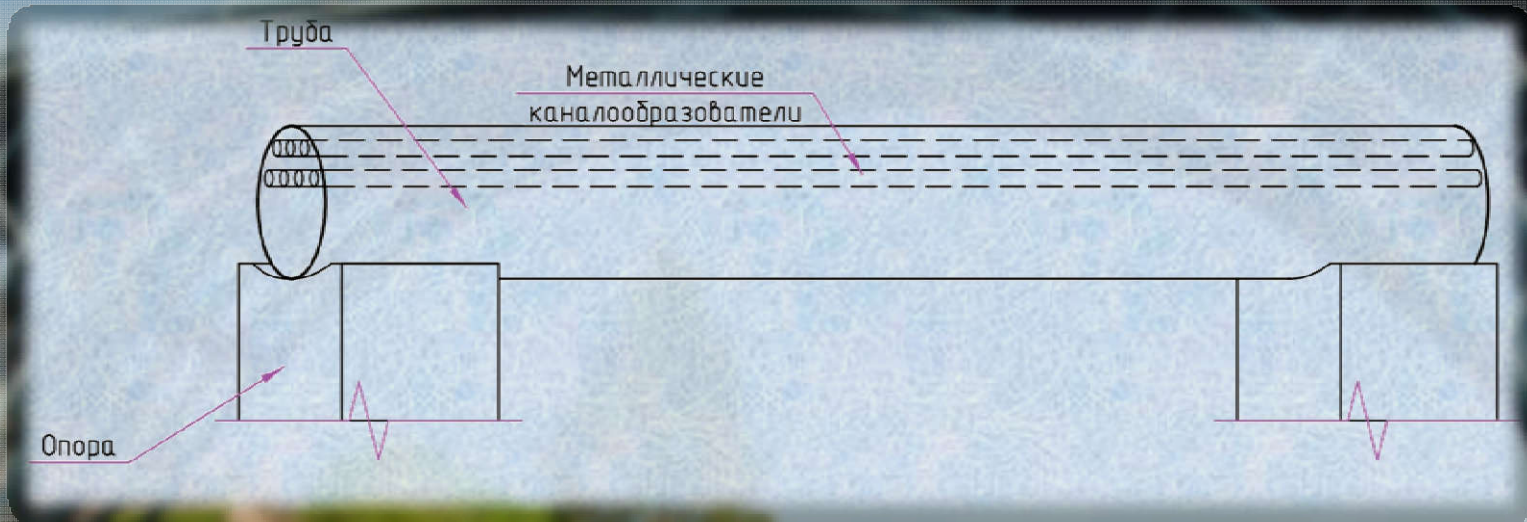 Труба
Металлические
каналообразователи
Опора